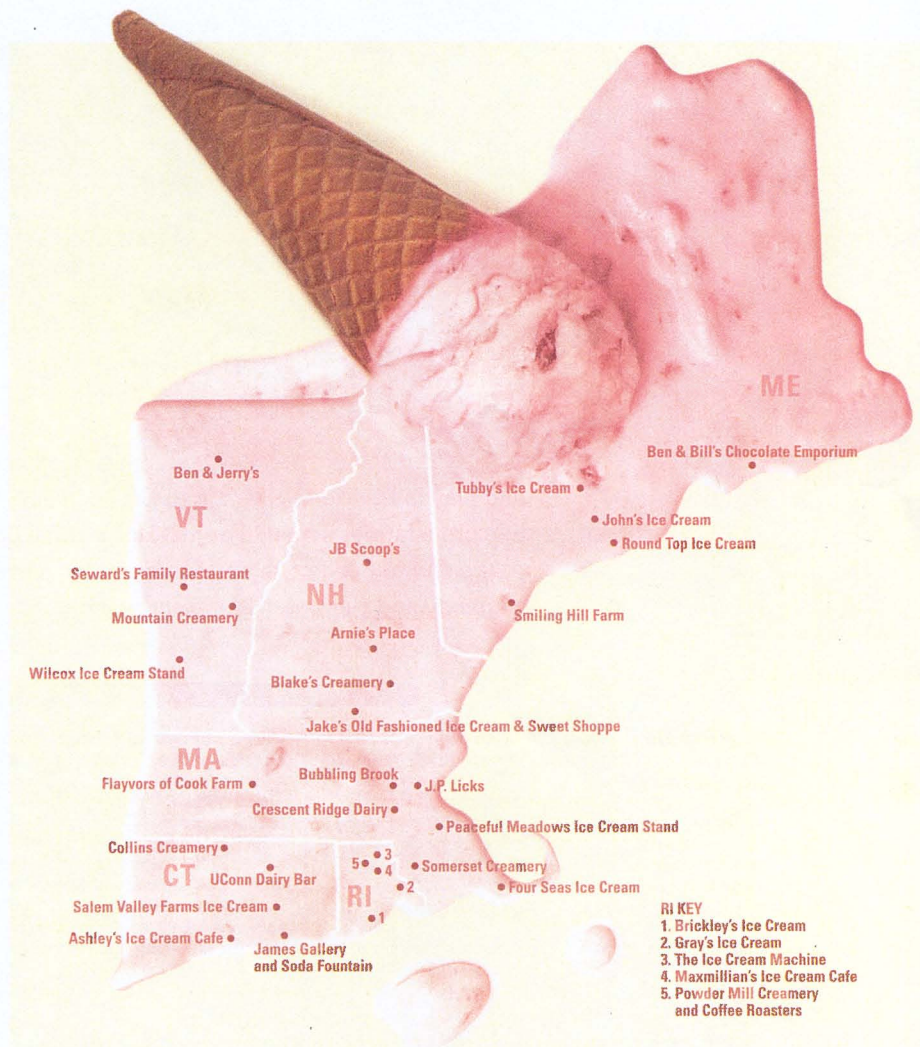 ME
Ben & Bill's Chocolate Emporium
Ben & Jerry's
Tubby's Ice Cream
VT
John's Ice Cream
Round Top Ice Cream
JB Scoop's
Seward's Family Restaurant
NH
Mountain Creamery
Smiling Hill Farm
Arnie's Place
Wilcox Ice Cream Stand
Blake's Creamery
Jake's Old Fashioned Ice Cream & Sweet Shoppe
MA
Bubbling Brook
Flayvors of Cook Farm
J.P. Licks
Crescent Ridge Dairy
Peaceful Meadows Ice Cream Stand
Collins Creamery
3
5
4
Somerset Creamery
CT
UConn Dairy Bar
RI
2
Four Seas Ice Cream
Salem Valley Farms Ice Cream
1
Ashley's Ice Cream Cafe
James Gallery
and Soda Fountain
RI KEY
1. Brickley's Ice Cream
2. Gray's Ice Cream
3. The Ice Cream Machine
4. Maxmillian's Ice Cream Cafe
5. Powder Mill Creamery
and Coffee Roasters